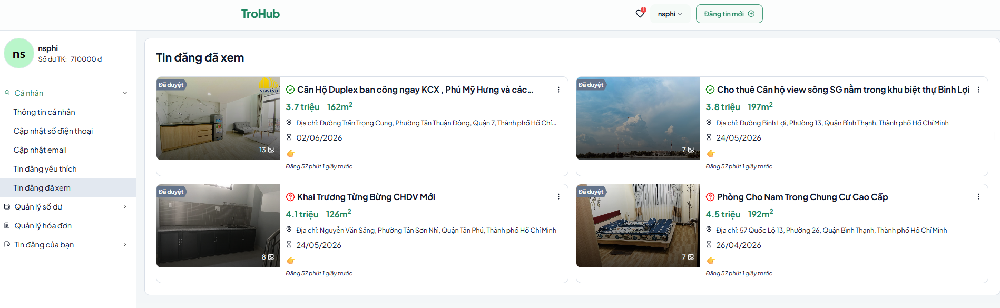 TroHub
1
nsphi
Đăng tin mới
ns
nsphi
Số dư TK: 710000 đ
Cá nhân
Thông tin cá nhân
Cập nhật số điện thoại
Cập nhật email
Tin đăng yêu thích
Tin đăng đã xem
Quản lý số dư
Quản lý hóa đơn
Tin đăng của bạn
Tin đăng đã xem
Đã duyệt
NEWIND
13
Căn Hộ Duplex ban công ngay KCX , Phú Mỹ Hưng và các...
3.7 triệu 162m²
Địa chỉ: Đường Trần Trọng Cung, Phường Tân Thuận Đông, Quận 7, Thành phố Hồ Chí...
02/06/2026
Đăng 57 phút 1 giây trước
Đã duyệt
7
Cho thuê Căn hộ view sông SG nằm trong khu biệt thự Bình Lợi
3.8 triệu 197m²
Địa chỉ: Đường Bình Lợi, Phường 13, Quận Bình Thạnh, Thành phố Hồ Chí Minh
24/05/2026
Đăng 57 phút 1 giây trước
Đã duyệt
8
Khai Trương Từng Bừng CHDV Mới
4.1 triệu 126m²
Địa chỉ: Nguyễn Văn Săng, Phường Tân Sơn Nhì, Quận Tân Phú, Thành phố Hồ Chí Minh
24/05/2026
Đăng 57 phút 1 giây trước
Đã duyệt
7
Phòng Cho Nam Trong Chung Cư Cao Cấp
4.5 triệu 192m²
Địa chỉ: 57 Quốc Lộ 13, Phường 26, Quận Bình Thạnh, Thành phố Hồ Chí Minh
26/04/2026
Đăng 57 phút 1 giây trước